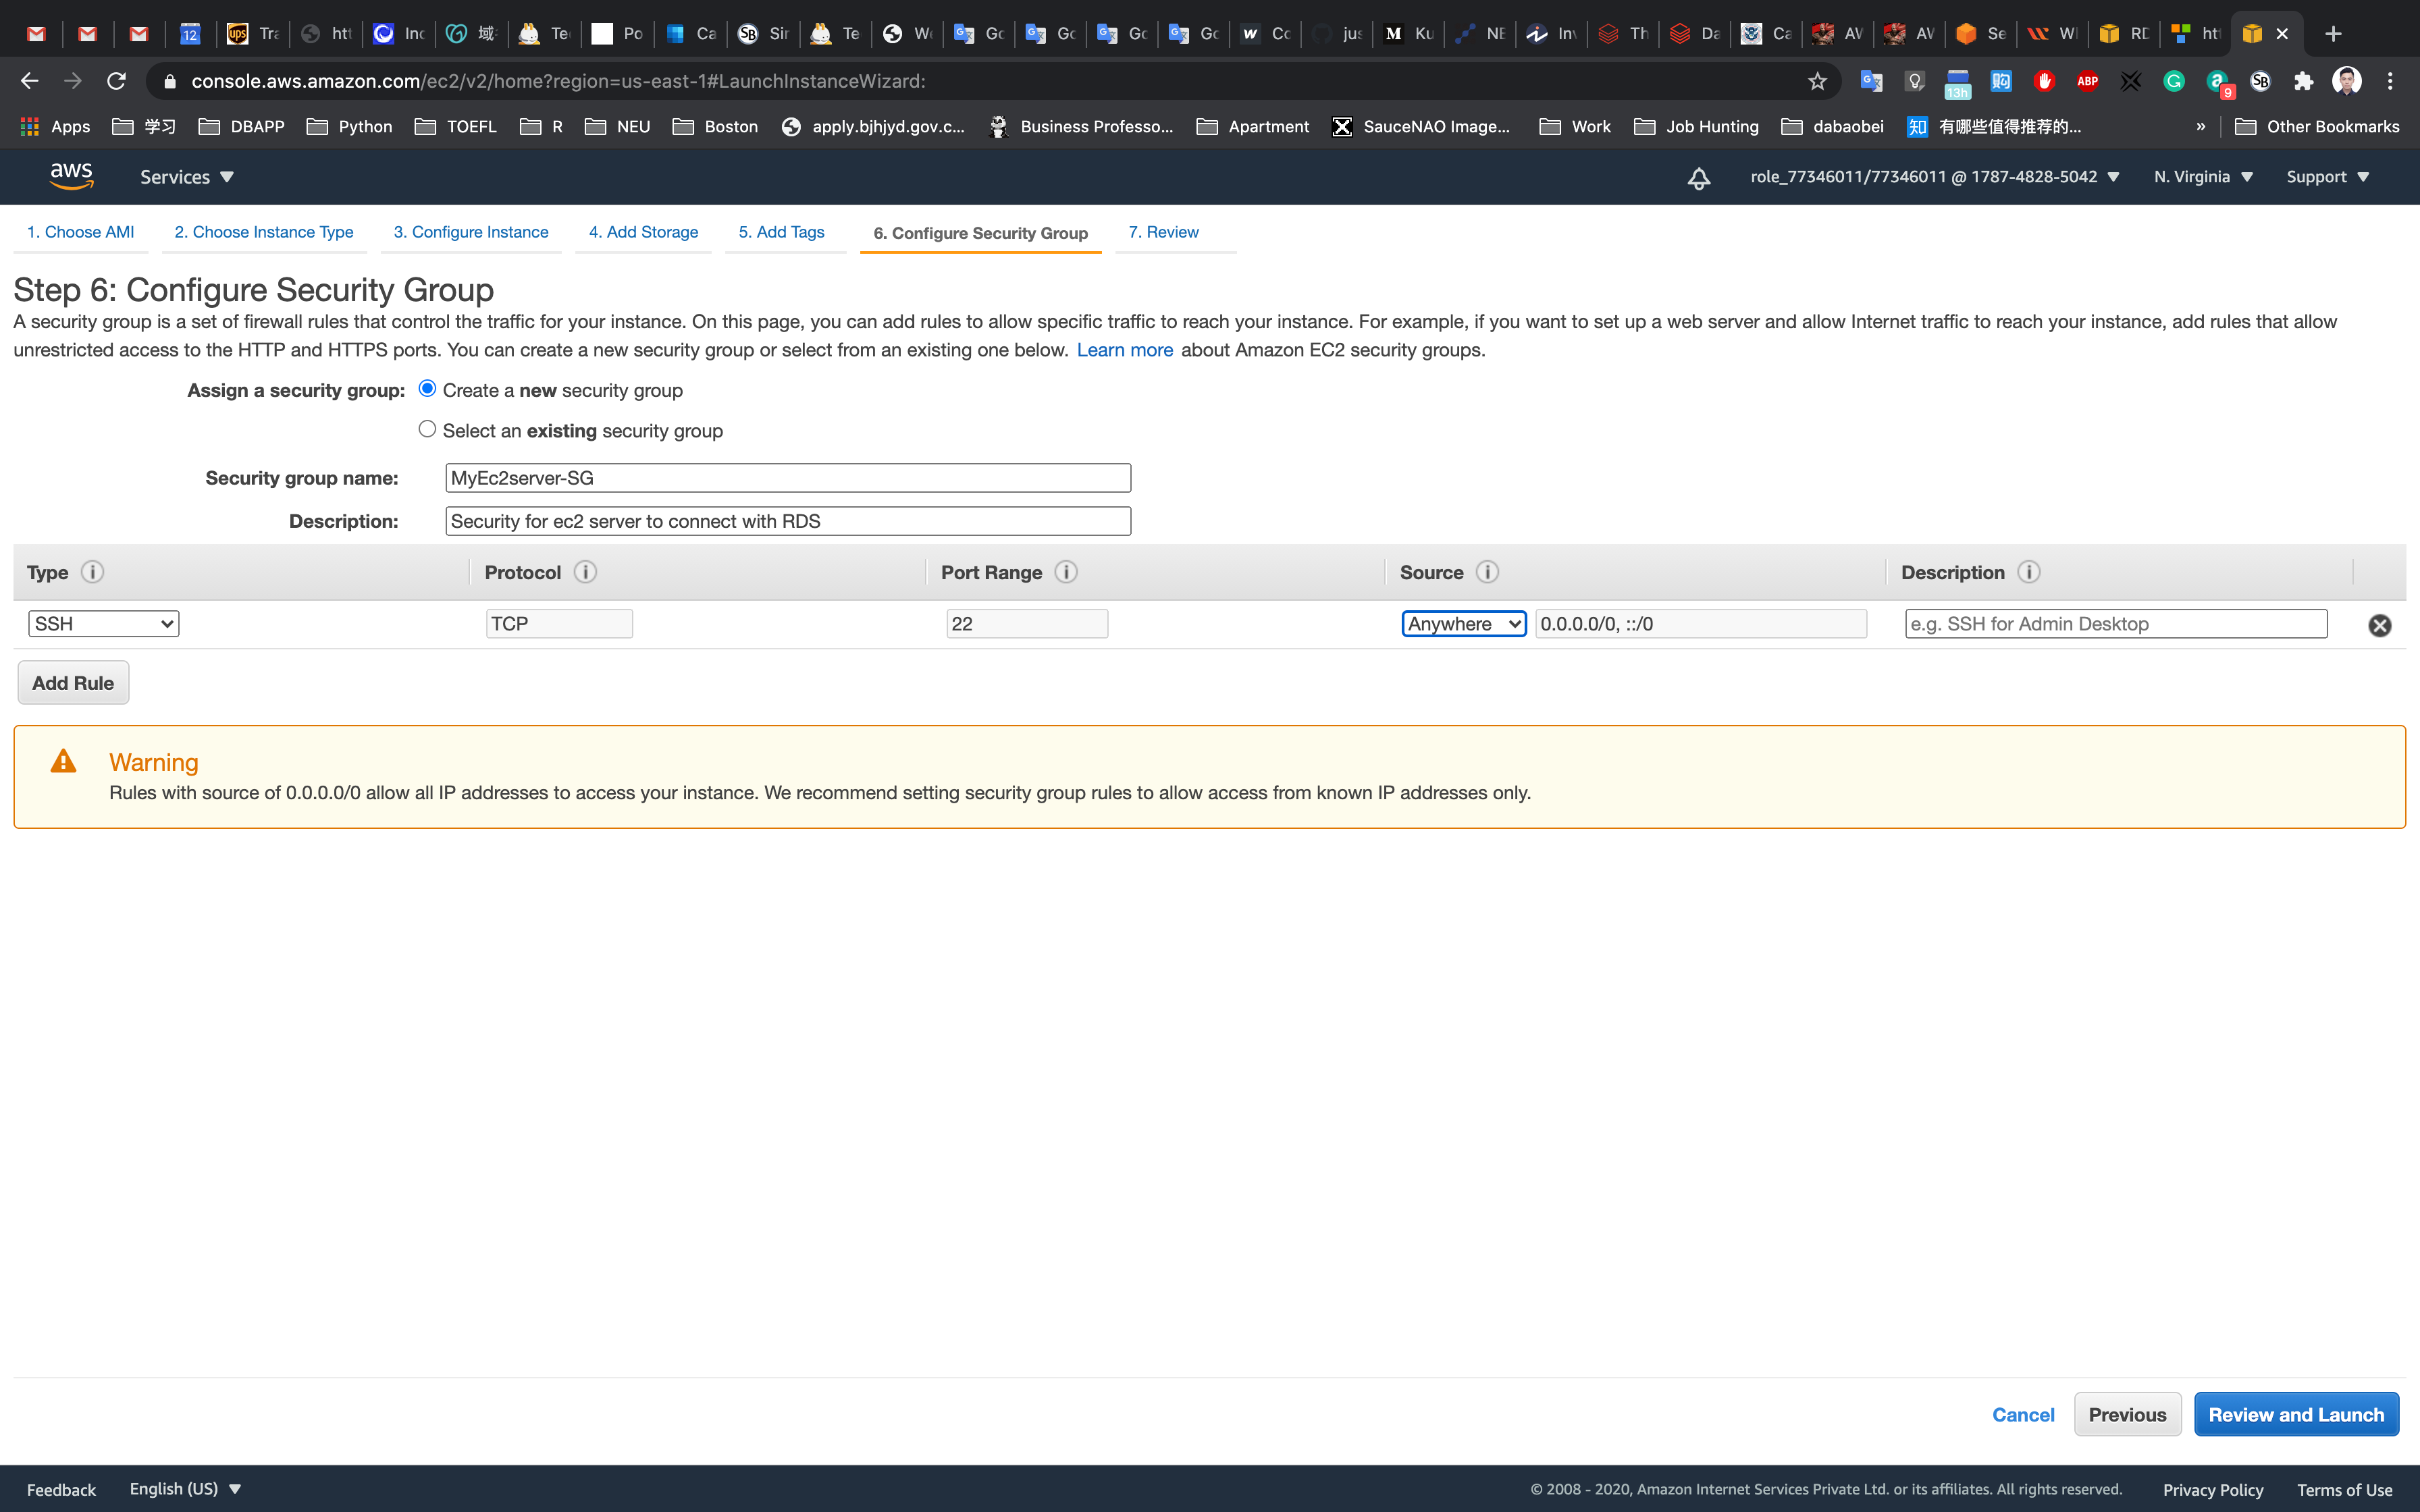 12
Tra
htt
Inc
域
Te
Po
Ca
SB
Sir
Te
We
Gc
Gc
Gc
Gc
Cc
jus
Ku
NE
Inv
Th
Da
Ca
AV
AV
Se
WI
RD
htt
console.aws.amazon.com/ec2/v2/home?region=us-east-1#LaunchInstanceWizard:
13h
ABP
9
SB
Apps
学习
DBAPP
Python
TOEFL
R
NEU
Boston
apply.bjhjyd.gov.c...
Business Professo...
Apartment
SauceNAO Image...
Work
Job Hunting
dabaobei
知 有哪些值得推荐的...
»
Other Bookmarks
aws
Services
role_77346011/77346011 @ 1787-4828-5042
N. Virginia
Support
1. Choose AMI
2. Choose Instance Type
3. Configure Instance
4. Add Storage
5. Add Tags
6. Configure Security Group
7. Review
Step 6: Configure Security Group
A security group is a set of firewall rules that control the traffic for your instance. On this page, you can add rules to allow specific traffic to reach your instance. For example, if you want to set up a web server and allow Internet traffic to reach your instance, add rules that allow
unrestricted access to the HTTP and HTTPS ports. You can create a new security group or select from an existing one below. Learn more about Amazon EC2 security groups.
Assign a security group: Create a new security group
Select an existing security group
Security group name: MyEc2server-SG
Description: Security for ec2 server to connect with RDS
Type
Protocol
Port Range
Source
Description
SSH
TCP
22
Anywhere
0.0.0.0/0, ::/0
e.g. SSH for Admin Desktop
Add Rule
Warning
Rules with source of 0.0.0.0/0 allow all IP addresses to access your instance. We recommend setting security group rules to allow access from known IP addresses only.
Cancel
Previous
Review and Launch
Feedback
English (US)
© 2008 - 2020, Amazon Internet Services Private Ltd. or its affiliates. All rights reserved.
Privacy Policy
Terms of Use